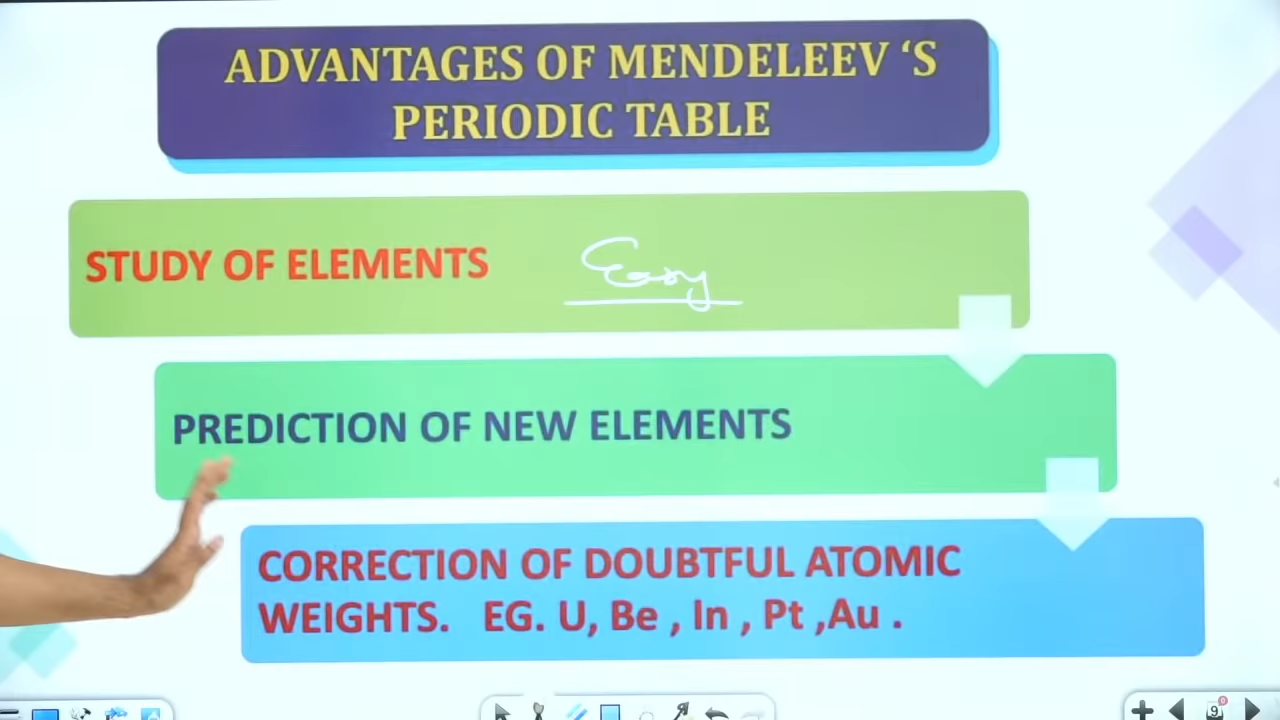 ADVANTAGES OF MENDELEEV ‘S
PERIODIC TABLE
STUDY OF ELEMENTS Easy
PREDICTION OF NEW ELEMENTS
CORRECTION OF DOUBTFUL ATOMIC
WEIGHTS. EG. U, Be , In , Pt ,Au .
9